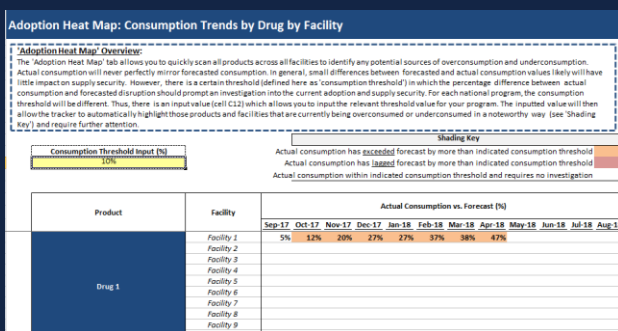 Adoption Heat Map: Consumption Trends by Drug by Facility
'Adoption Heat Map' Overview:
The 'Adoption Heat Map' tab allows you to quickly scan all products across all facilities to identify any potential sources of overconsumption and underconsumption.
Actual consumption will never perfectly mirror forecasted consumption. In general, small differences between forecasted and actual consumption values likely will have
little impact on supply security. However, there is a certain threshold (defined here as 'consumption threshold') in which the percentage difference between actual
consumption and forecasted disruption should prompt an investigation into the current adoption and supply security. For each national program, the consumption
threshold will be different. Thus, there is an input value (cell C12) which allows you to input the relevant threshold value for your program. The inputted value will then
allow the tracker to automatically highlight those products and facilities that are currently being overconsumed or underconsumed in a noteworthy way (see 'Shading
Key') and require further attention.
Shading Key
Consumption Threshold Input (%)
10%
Actual consumption has exceeded forecast by more than indicated consumption threshold
Actual consumption has lagged forecast by more than indicated consumption threshold
Actual consumption within indicated consumption threshold and requires no investigation
Product
Facility
Actual Consumption vs. Forecast (%)
Sep-17 Oct-17 Nov-17 Dec-17 Jan-18 Feb-18 Mar-18 Apr-18 May-18 Jun-18 Jul-18 Aug-1
Drug 1
Facility 1 5% 12% 20% 27% 27% 37% 38% 47%
Facility 2
Facility 3
Facility 4
Facility 5
Facility 6
Facility 7
Facility 8
Facility 9